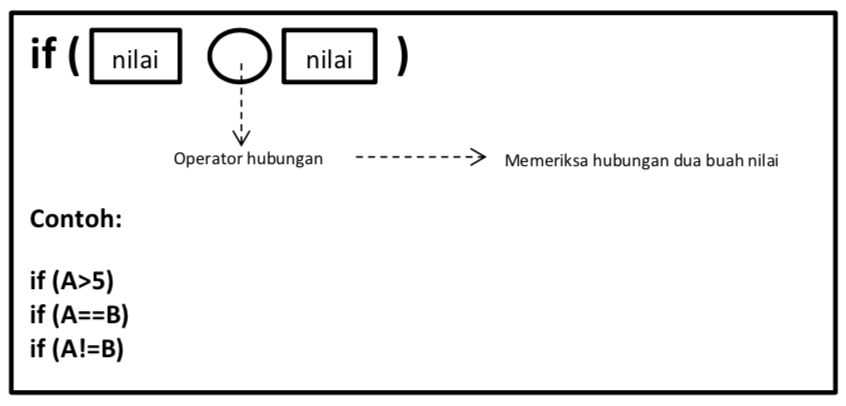 if ( nilai nilai )
Operator hubungan Memeriksa hubungan dua buah nilai
Contoh:
if (A>5)
if (A==B)
if (A!=B)